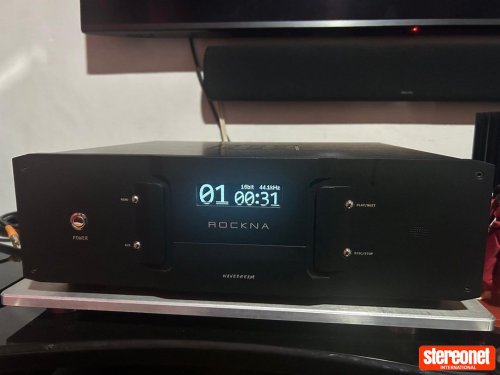 16bit 44.1kHz
01 00:31
ROCKNA
PLAY/NEXT
POWER
stereonet
INTERNATIONAL